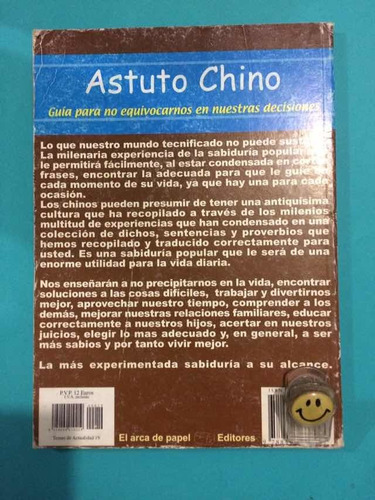 Astuto Chino
Guía para no equivocarnos en nuestras decisiones
Lo que nuestro mundo tecnificado no puede
La milenaria experiencia de la sabiduría popular
le permitirá fácilmente, al estar condensada en
frases, encontrar la adecuada para que le guíe
cada momento de su vida, ya que hay una para cada
ocasión.
Los chinos pueden presumir de tener una antiquísima
cultura que ha recopilado a través de los milenios
multitud de experiencias que han condensado en una
colección de dichos, sentencias y proverbios que
hemos recopilado y traducido correctamente para
usted. Es una sabiduría popular que le será de una
enorme utilidad para la vida diaria.
Nos enseñarán a no precipitarnos en la vida, encontrar
soluciones a las cosas difíciles, trabajar y divertirnos
mejor, aprovechar nuestro tiempo, comprender a los
demás, mejorar nuestras relaciones familiares, educar
correctamente a nuestros hijos, acertar en nuestros
juicios, elegir lo mas adecuado y, en general, a ser
más sabios y por tanto vivir mejor.
La más experimentada sabiduría a su alcance.
P.V.P. 12 Euros
El arca de papel Editores